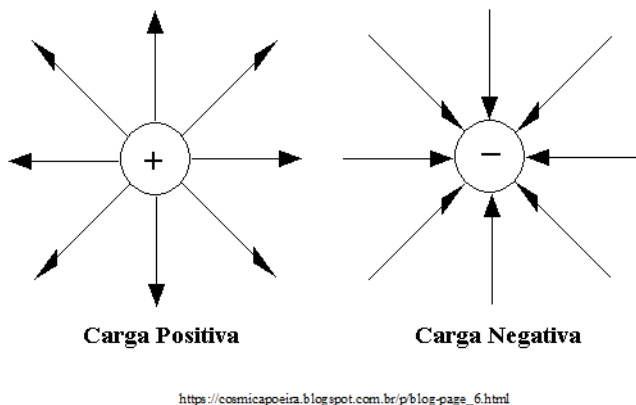 +
−
Carga Positiva
Carga Negativa
https://cosmicapoeira.blogspot.com.br/p/blog-page_6.html